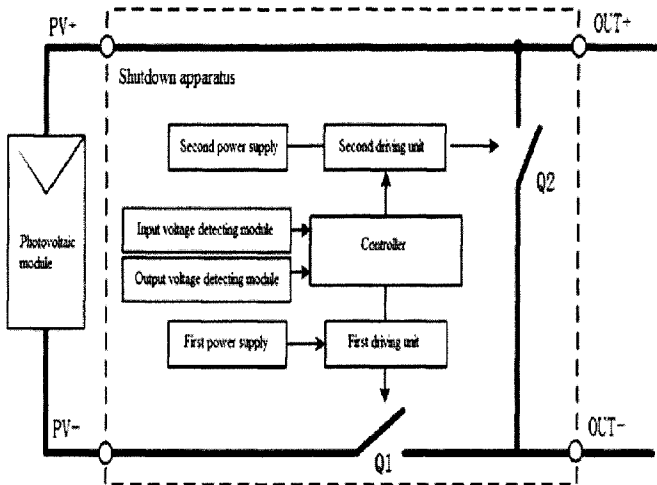 PV+
OUT+
Shutdown apparatus
Second power supply
Second driving unit
Q2
Photovoltaic
module
Input voltage detecting module
Controller
Output voltage detecting module
First power supply
First driving unit
PV-
Q1
OUT-